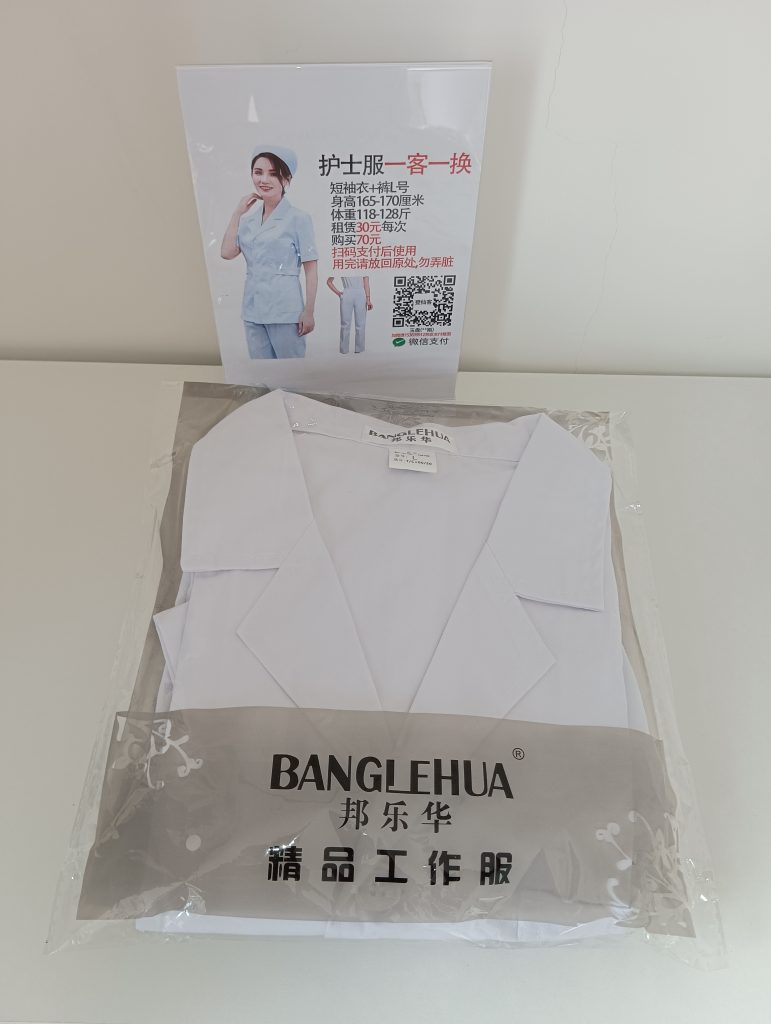 护士服一客一换
短袖衣+裤L号
身高165-170厘米
体重118-128斤
租赁30元每次
购买70元
扫码支付后使用
用完请放回原处,勿弄脏
微信支付
BANGLEHUA
邦乐华
L
BANGLEHUA®
邦乐华
精品工作服